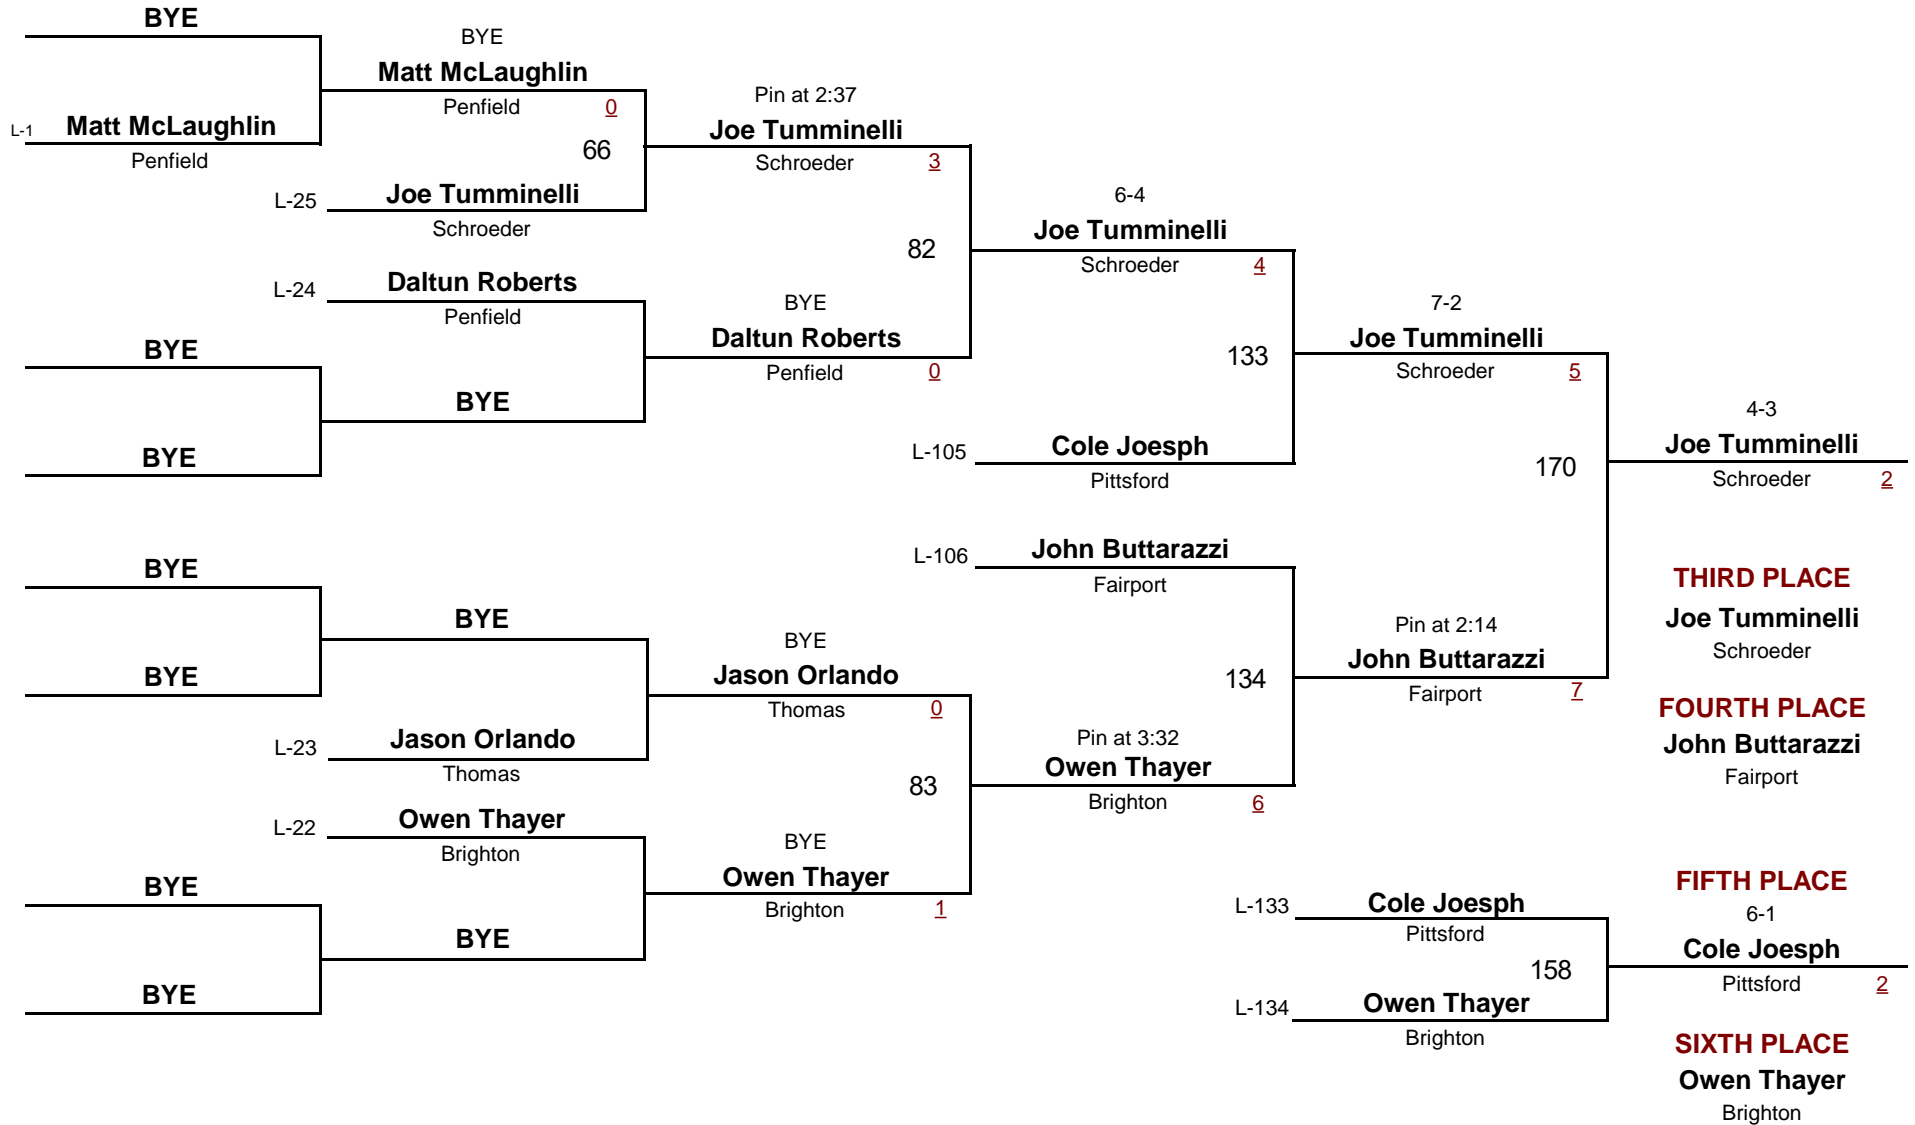 BYE
L-1 Matt McLaughlin
Penfield
BYE
Matt McLaughlin
Penfield 0
66
L-25 Joe Tumminelli
Schroeder
Pin at 2:37
Joe Tumminelli
Schroeder 3
82
L-24 Daltun Roberts
Penfield
BYE
BYE
BYE
BYE
Daltun Roberts
Penfield 0
6-4
Joe Tumminelli
Schroeder 4
133
L-105 Cole Joesph
Pittsford
7-2
Joe Tumminelli
Schroeder 5
170
4-3
Joe Tumminelli
Schroeder 2
BYE
BYE
BYE
L-23 Jason Orlando
Thomas
BYE
Jason Orlando
Thomas 0
83
L-22 Owen Thayer
Brighton
BYE
BYE
BYE
BYE
Owen Thayer
Brighton 1
L-106 John Buttarazzi
Fairport
134
Pin at 3:32
Owen Thayer
Brighton 6
Pin at 2:14
John Buttarazzi
Fairport 7
THIRD PLACE
Joe Tumminelli
Schroeder
FOURTH PLACE
John Buttarazzi
Fairport
L-133 Cole Joesph
Pittsford
158
L-134 Owen Thayer
Brighton
FIFTH PLACE
6-1
Cole Joesph
Pittsford 2
SIXTH PLACE
Owen Thayer
Brighton